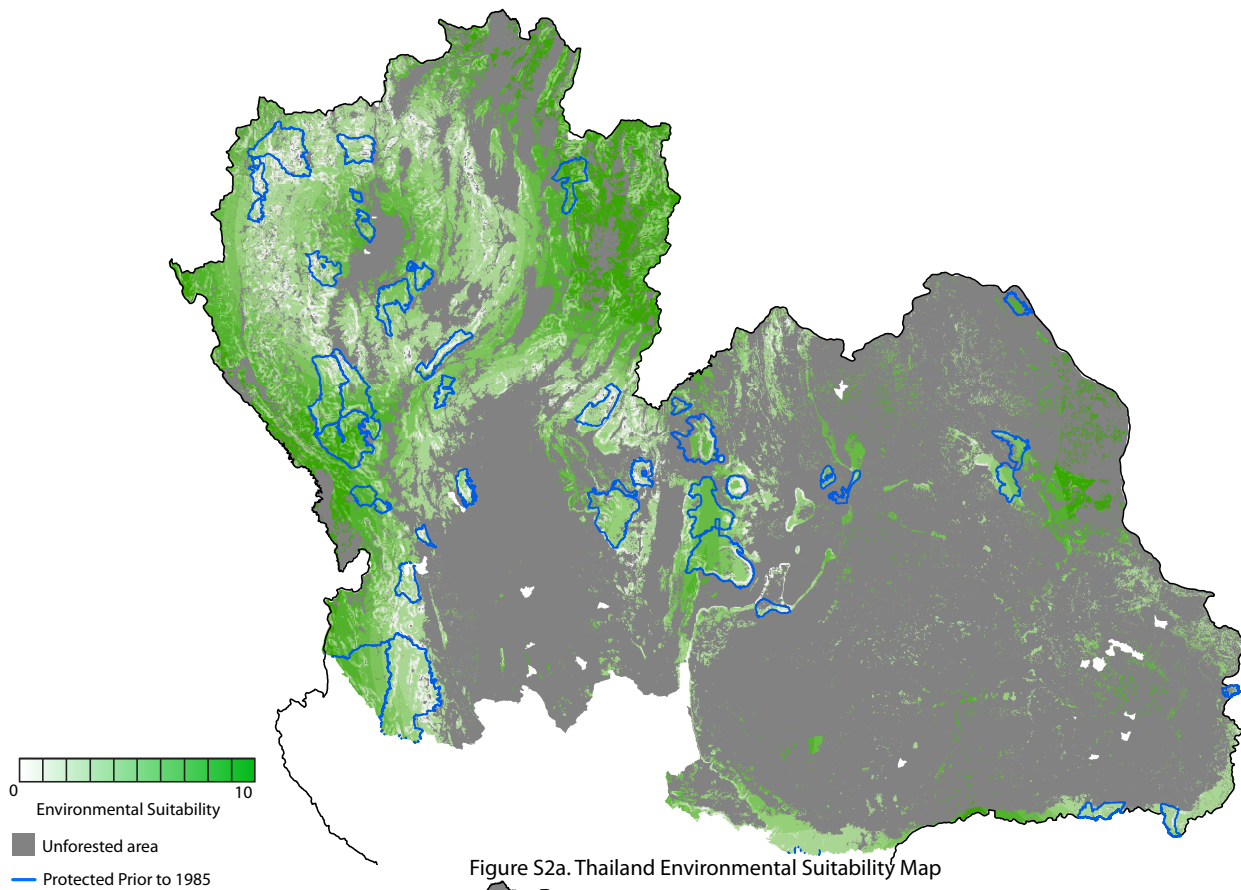 0 10
Environmental Suitability
Unforested area
Protected Prior to 1985
Figure S2a. Thailand Environmental Suitability Map